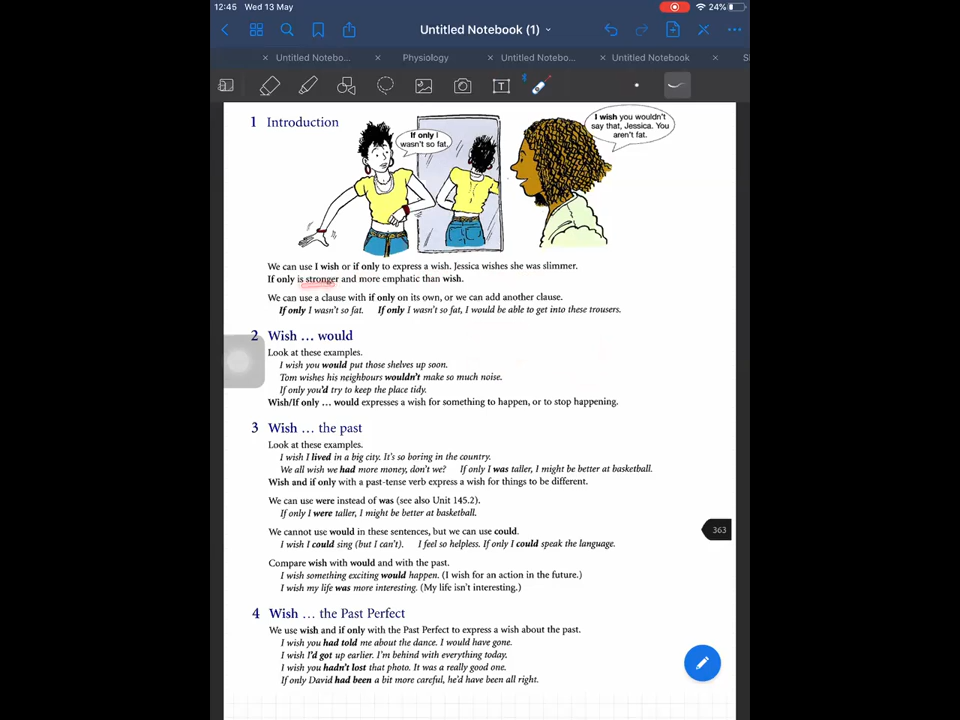 12:45 Wed 13 May
24%
Untitled Notebook (1)
Untitled Notebo...
Physiology
Untitled Notebo...
Untitled Notebook
1 Introduction
If only I
wasn't so fat.
I wish you wouldn't
say that, Jessica. You
aren't fat.
We can use I wish or if only to express a wish. Jessica wishes she was slimmer.
If only is stronger and more emphatic than wish.
We can use a clause with if only on its own, or we can add another clause.
If only I wasn't so fat. If only I wasn't so fat, I would be able to get into these trousers.
2 Wish ... would
Look at these examples.
I wish you would put those shelves up soon.
Tom wishes his neighbours wouldn't make so much noise.
If only you'd try to keep the place tidy.
Wish/If only ... would expresses a wish for something to happen, or to stop happening.
3 Wish ... the past
Look at these examples.
I wish I lived in a big city. It's so boring in the country.
We all wish we had more money, don't we? If only I was taller, I might be better at basketball.
Wish and if only with a past-tense verb express a wish for things to be different.
We can use were instead of was (see also Unit 145.2).
If only I were taller, I might be better at basketball.
363
We cannot use would in these sentences, but we can use could.
I wish I could sing (but I can't). I feel so helpless. If only I could speak the language.
Compare wish with would and with the past.
I wish something exciting would happen. (I wish for an action in the future.)
I wish my life was more interesting. (My life isn't interesting.)
4 Wish ... the Past Perfect
We use wish and if only with the Past Perfect to express a wish about the past.
I wish you had told me about the dance. I would have gone.
I wish I'd got up earlier. I'm behind with everything today.
I wish you hadn't lost that photo. It was a really good one.
If only David had been a bit more careful, he'd have been all right.